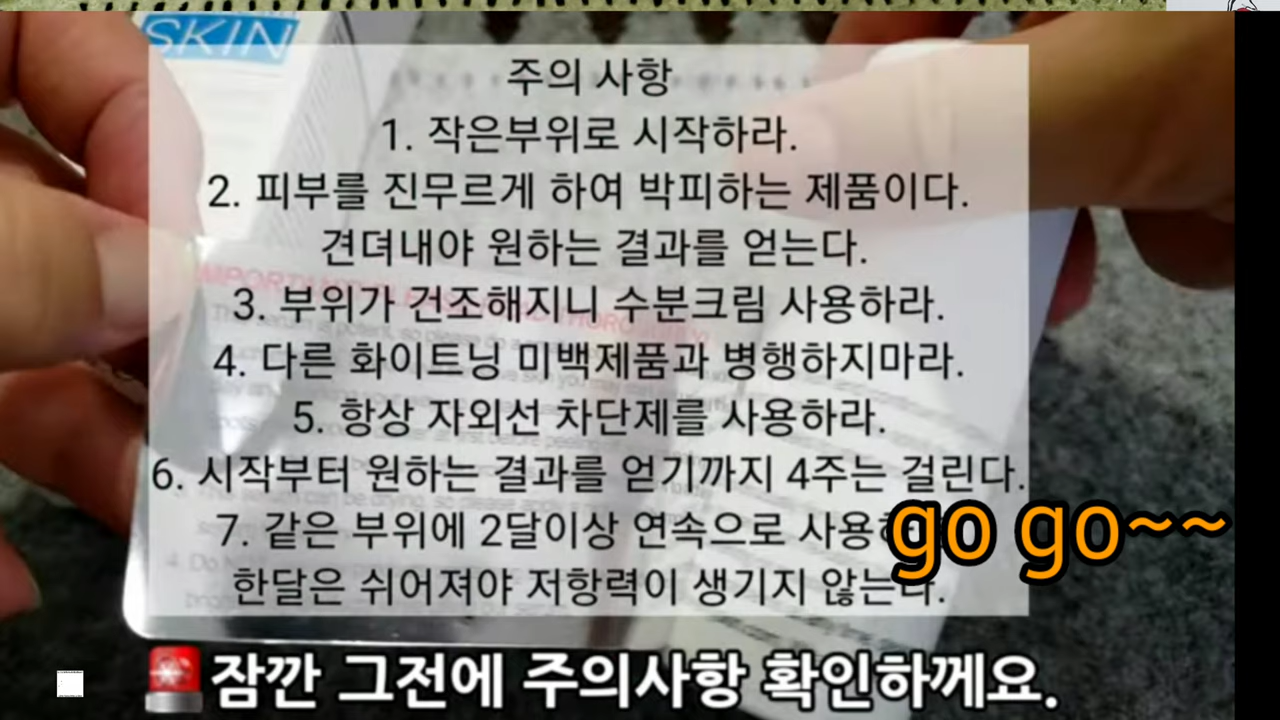 SKIN
주의 사항
1. 작은부위로 시작하라.
2. 피부를 진무르게 하여 박피하는 제품이다.
견뎌내야 원하는 결과를 얻는다.
3. 부위가 건조해지니 수분크림 사용하라.
4. 다른 화이트닝 미백제품과 병행하지마라.
5. 항상 자외선 차단제를 사용하라.
6. 시작부터 원하는 결과를 얻기까지 4주는 걸린다.
7. 같은 부위에 2달이상 연속으로
go go~~
한달은 쉬어져야 저항력이 생기지 않는다.
잠깐 그전에 주의사항 확인하께요.